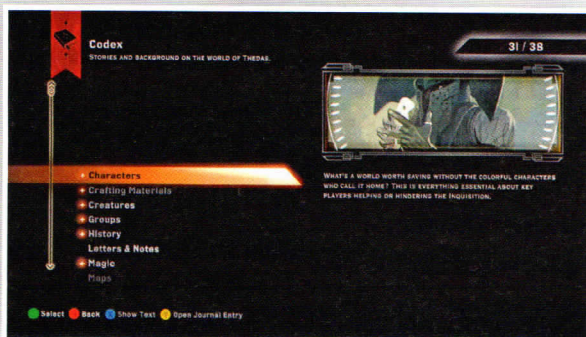 Codex
STORIES AND BACKGROUND ON THE WORLD OF THEDAS.
31 / 38
Characters
Crafting Materials
Creatures
Groups
History
Letters & Notes
Magic
Maps
WHAT'S A WORLD WORTH SAVING WITHOUT THE COLORFUL CHARACTERS
WHO CALL IT HOME? THIS IS EVERYTHING ESSENTIAL ABOUT KEY
PLAYERS HELPING OR HINDERING THE INQUISITION.
Select Back Show Text Open Journal Entry